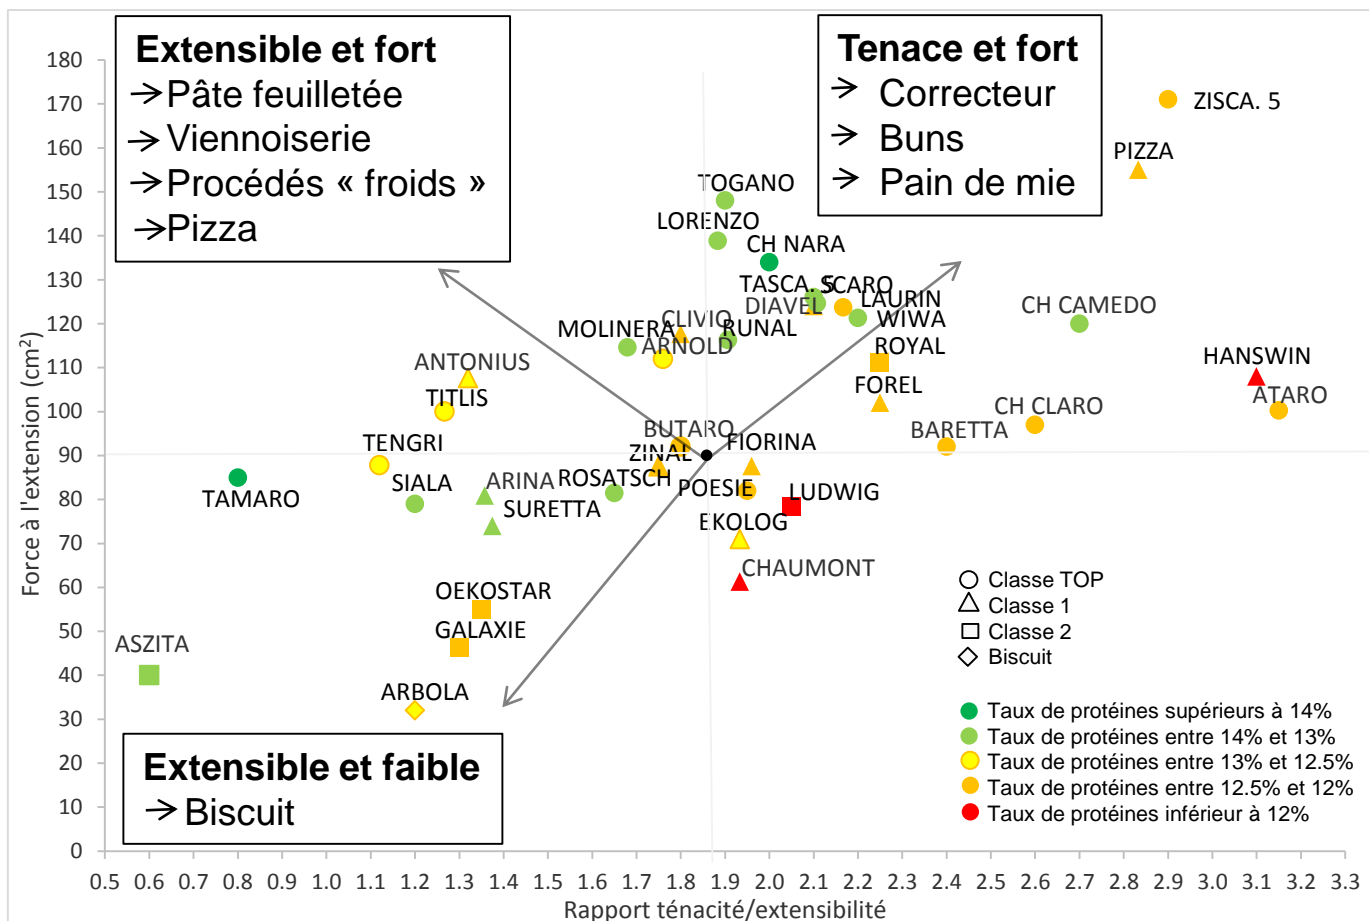 Extensible et fort
→ Pâte feuilletée
→ Viennoiserie
→ Procédés « froids »
→ Pizza
Tenace et fort
→ Correcteur
→ Buns
→ Pain de mie
Extensible et faible
→ Biscuit
Force à l'extension (cm²)
180
170
160
150
140
130
120
110
100
90
80
70
60
50
40
30
20
10
0
ZISCA. 5
PIZZA
TOGANO
LORENZO
CH NARA
TASCA. 5
SCARO
DIAVEL
LAURIN
CH CAMEDO
CLIVIO
RUNAL
WIWA
MOLINERA
ARNOLD
ROYAL
HANSWIN
ANTONIUS
FOREL
ATARO
TITLIS
CH CLARO
BUTARO
BARETTA
TENGRI
ZINAL
FIORINA
TAMARO
SIALA
ARINA
ROSATSCH
POESIE
LUDWIG
SURETTA
EKOLOG
CHAUMONT
OEKOSTAR
GALAXIE
ASZITA
ARBOLA
Classe TOP
Classe 1
Classe 2
Biscuit
Taux de protéines supérieurs à 14%
Taux de protéines entre 14% et 13%
Taux de protéines entre 13% et 12.5%
Taux de protéines entre 12.5% et 12%
Taux de protéines inférieur à 12%
0.5 0.6 0.7 0.8 0.9 1.0 1.1 1.2 1.3 1.4 1.5 1.6 1.7 1.8 1.9 2.0 2.1 2.2 2.3 2.4 2.5 2.6 2.7 2.8 2.9 3.0 3.1 3.2 3.3
Rapport ténacité/extensibilité